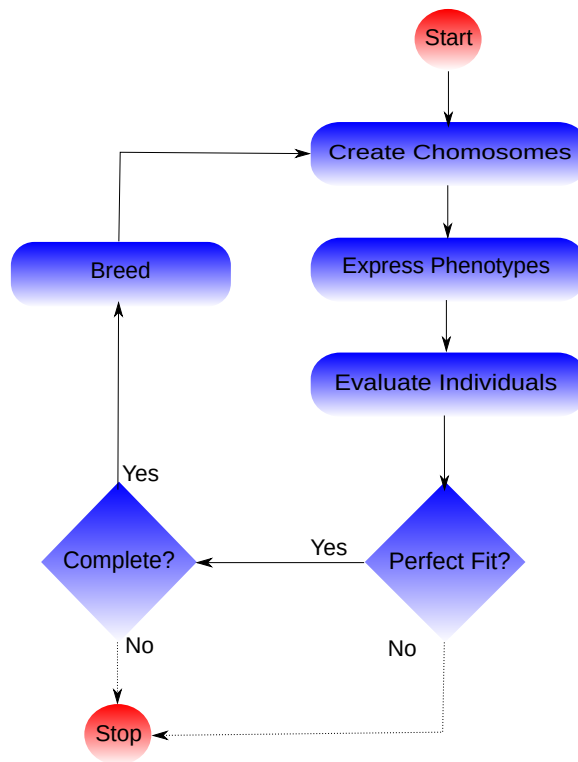 Start
Create Chomosomes
Express Phenotypes
Breed
Evaluate Individuals
Yes
Yes
Complete?
Perfect Fit?
No
No
Stop